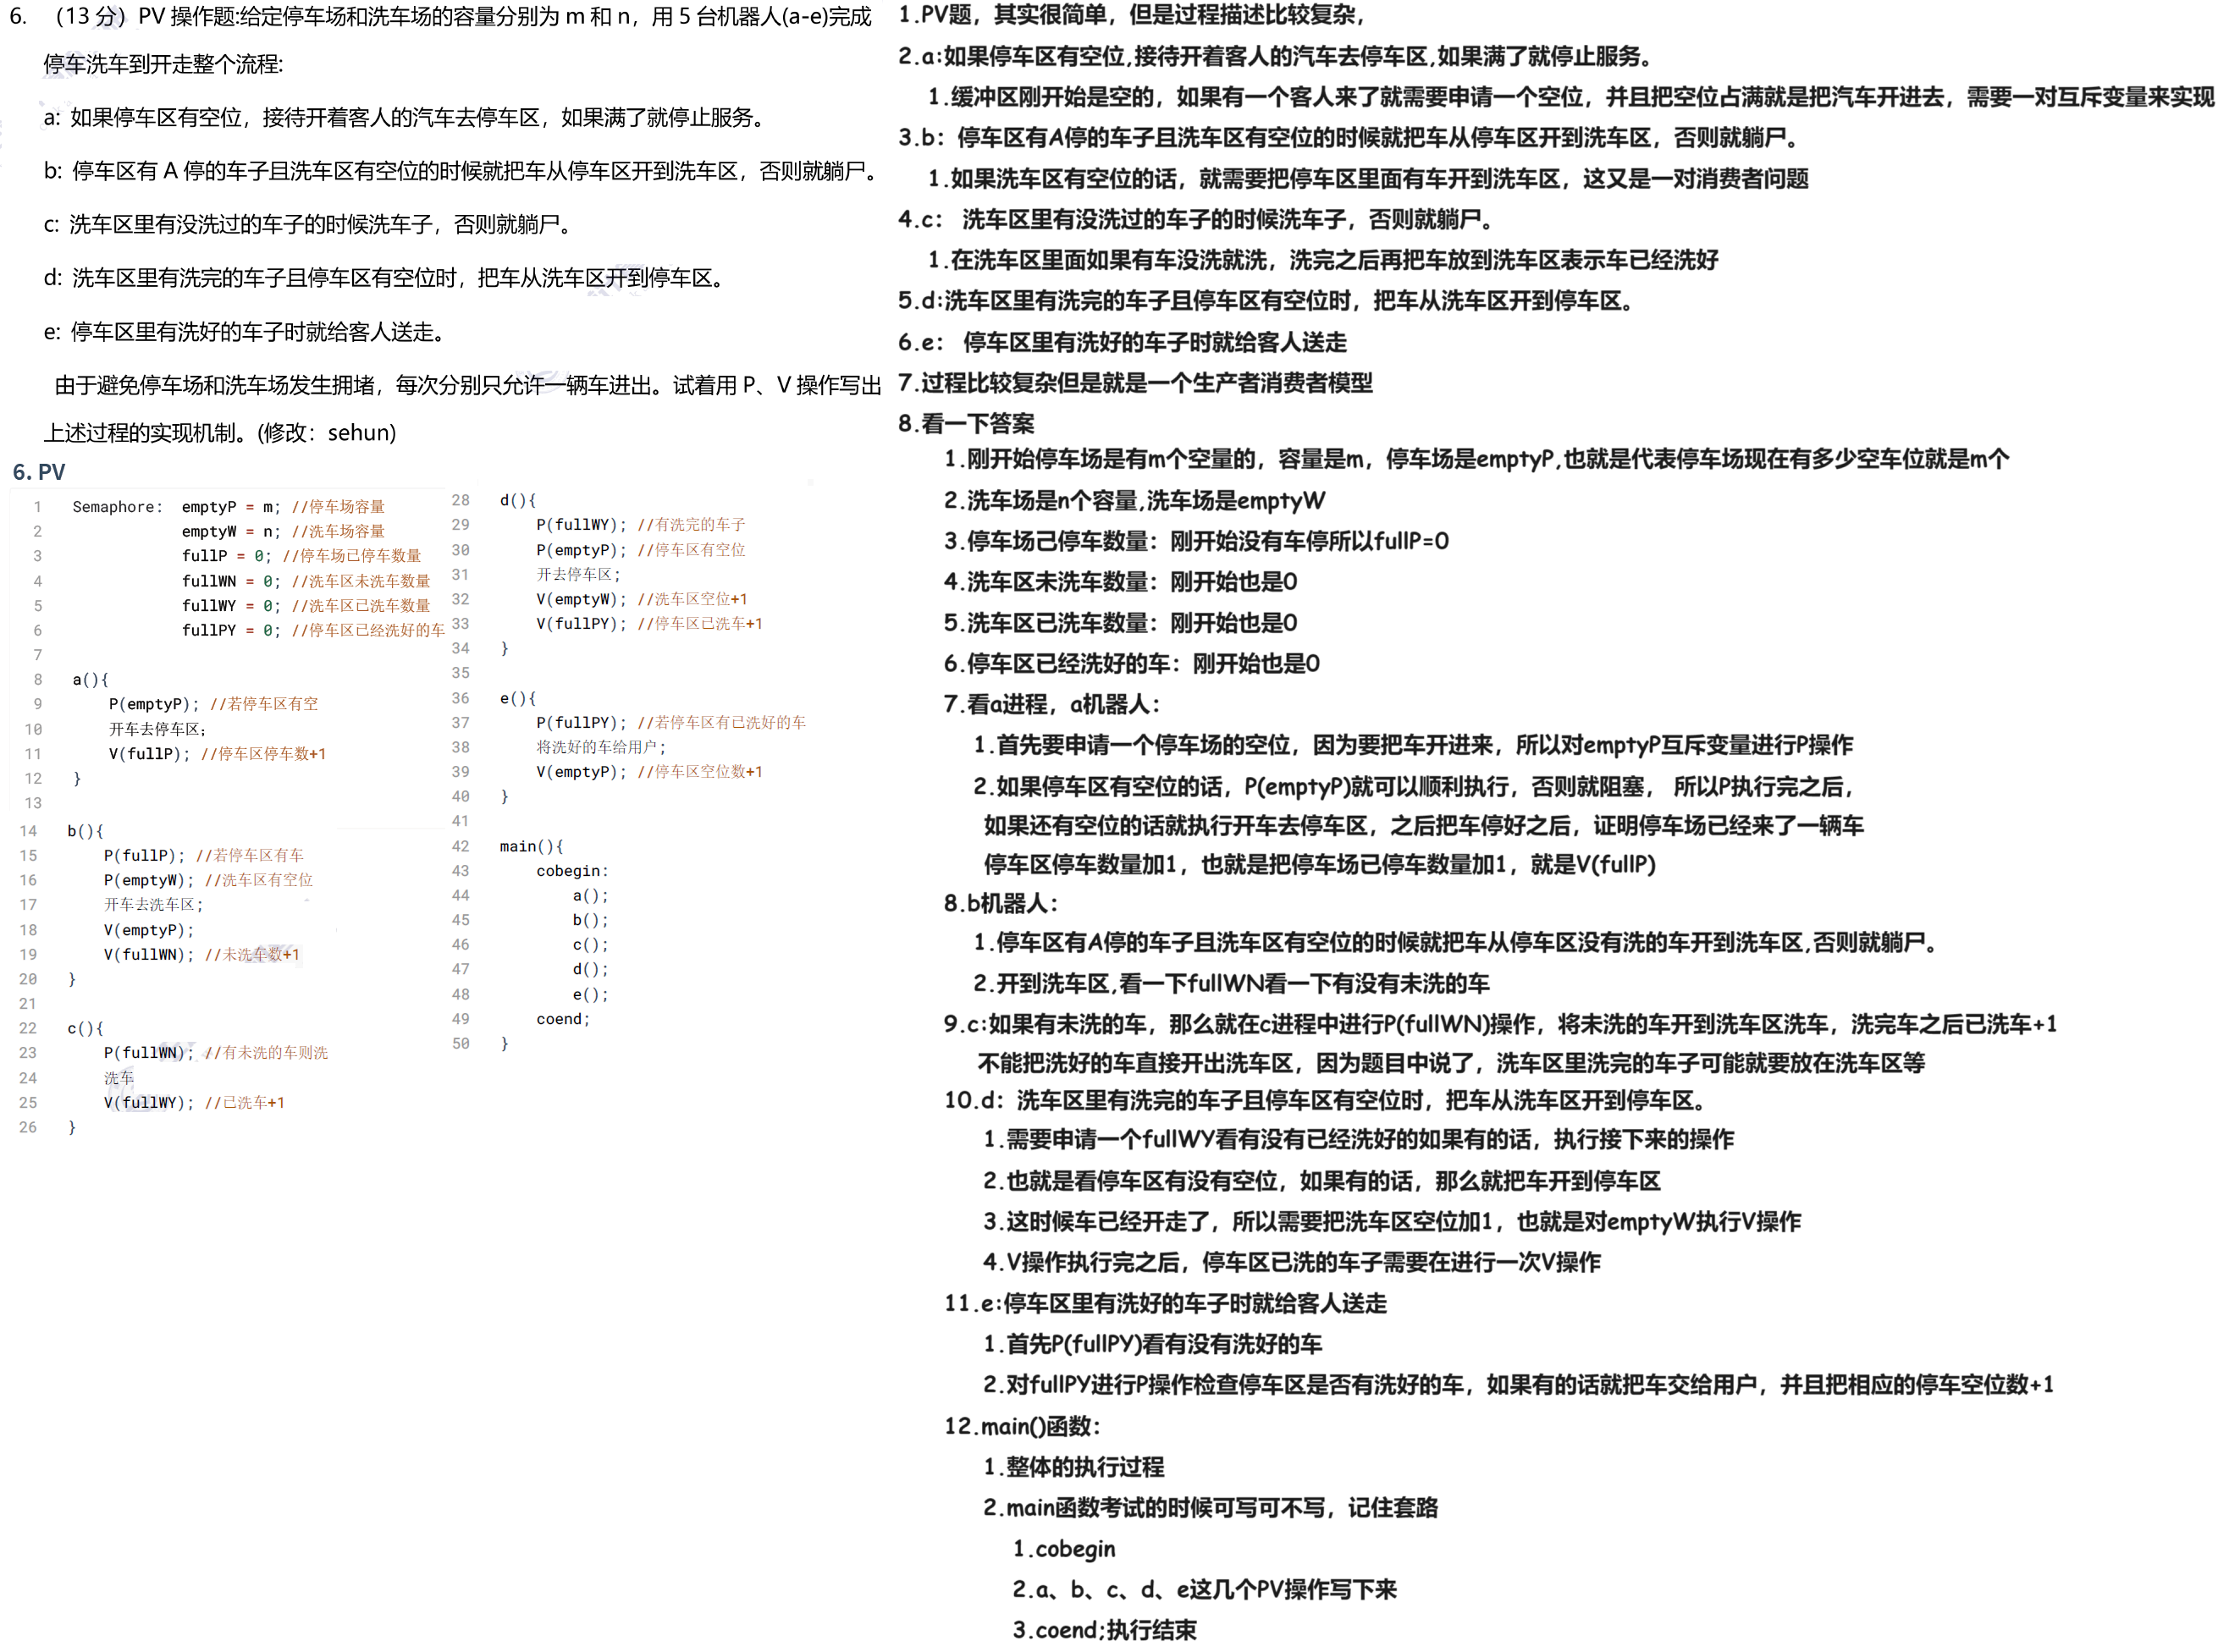 6. （13 分）PV 操作题:给定停车场和洗车场的容量分别为 m 和 n，用 5 台机器人(a-e)完成
停车洗车到开走整个流程:
a: 如果停车区有空位，接待开着客人的汽车去停车区，如果满了就停止服务。
b: 停车区有 A 停的车子且洗车区有空位的时候就把车从停车区开到洗车区，否则就躺尸。
c: 洗车区里有没洗过的车子的时候洗车子，否则就躺尸。
d: 洗车区里有洗完的车子且停车区有空位时，把车从洗车区开到停车区。
e: 停车区里有洗好的车子时就给客人送走。
由于避免停车场和洗车场发生拥堵，每次分别只允许一辆车进出。试着用 P、V 操作写出
上述过程的实现机制。(修改：sehun)
6. PV
1 Semaphore: emptyP = m; //停车场容量
2 emptyW = n; //洗车场容量
3 fullP = 0; //停车场已停车数量
4 fullWN = 0; //洗车区未洗车数量
5 fullWY = 0; //洗车区已洗车数量
6 fullPY = 0; //停车区已经洗好的车
7
8 a(){
9 P(emptyP); //若停车区有空
10 开车去停车区;
11 V(fullP); //停车区停车数+1
12 }
13
14 b(){
15 P(fullP); //若停车区有车
16 P(emptyW); //洗车区有空位
17 开车去洗车区;
18 V(emptyP);
19 V(fullWN); //未洗车数+1
20 }
21
22 c(){
23 P(fullWN); //有未洗的车则洗
24 洗车
25 V(fullWY); //已洗车+1
26 }
28 d(){
29 P(fullWY); //有洗完的车子
30 P(emptyP); //停车区有空位
31 开去停车区;
32 V(emptyW); //洗车区空位+1
33 V(fullPY); //停车区已洗车+1
34 }
35
36 e(){
37 P(fullPY); //若停车区有已洗好的车
38 将洗好的车给用户;
39 V(emptyP); //停车区空位数+1
40 }
41
42 main(){
43 cobegin:
44 a();
45 b();
46 c();
47 d();
48 e();
49 coend;
50 }
1.PV题，其实很简单，但是过程描述比较复杂，
2.a:如果停车区有空位,接待开着客人的汽车去停车区,如果满了就停止服务。
1.缓冲区刚开始是空的，如果有一个客人来了就需要申请一个空位，并且把空位占满就是把汽车开进去，需要一对互斥变量来实现
3.b：停车区有A停的车子且洗车区有空位的时候就把车从停车区开到洗车区，否则就躺尸。
1.如果洗车区有空位的话，就需要把停车区里面有车开到洗车区，这又是一对消费者问题
4.c： 洗车区里有没洗过的车子的时候洗车子，否则就躺尸。
1.在洗车区里面如果有车没洗就洗，洗完之后再把车放到洗车区表示车已经洗好
5.d:洗车区里有洗完的车子且停车区有空位时，把车从洗车区开到停车区。
6.e： 停车区里有洗好的车子时就给客人送走
7.过程比较复杂但是就是一个生产者消费者模型
8.看一下答案
1.刚开始停车场是有m个空量的，容量是m，停车场是emptyP,也就是代表停车场现在有多少空车位就是m个
2.洗车场是n个容量,洗车场是emptyW
3.停车场已停车数量：刚开始没有车停所以fullP=0
4.洗车区未洗车数量：刚开始也是0
5.洗车区已洗车数量：刚开始也是0
6.停车区已经洗好的车：刚开始也是0
7.看a进程，a机器人：
1.首先要申请一个停车场的空位，因为要把车开进来，所以对emptyP互斥变量进行P操作
2.如果停车区有空位的话，P(emptyP)就可以顺利执行，否则就阻塞， 所以P执行完之后，
如果还有空位的话就执行开车去停车区，之后把车停好之后，证明停车场已经来了一辆车
停车区停车数量加1，也就是把停车场已停车数量加1，就是V(fullP)
8.b机器人：
1.停车区有A停的车子且洗车区有空位的时候就把车从停车区没有洗的车开到洗车区,否则就躺尸。
2.开到洗车区,看一下fullWN看一下有没有未洗的车
9.c:如果有未洗的车，那么就在c进程中进行P(fullWN)操作，将未洗的车开到洗车区洗车，洗完车之后已洗车+1
不能把洗好的车直接开出洗车区，因为题目中说了，洗车区里洗完的车子可能就要放在洗车区等
10.d：洗车区里有洗完的车子且停车区有空位时，把车从洗车区开到停车区。
1.需要申请一个fullWY看有没有已经洗好的如果有的话，执行接下来的操作
2.也就是看停车区有没有空位，如果有的话，那么就把车开到停车区
3.这时候车已经开走了，所以需要把洗车区空位加1，也就是对emptyW执行V操作
4.V操作执行完之后，停车区已洗的车子需要在进行一次V操作
11.e:停车区里有洗好的车子时就给客人送走
1.首先P(fullPY)看有没有洗好的车
2.对fullPY进行P操作检查停车区是否有洗好的车，如果有的话就把车交给用户，并且把相应的停车空位数+1
12.main()函数：
1.整体的执行过程
2.main函数考试的时候可写可不写，记住套路
1.cobegin
2.a、b、c、d、e这几个PV操作写下来
3.coend;执行结束